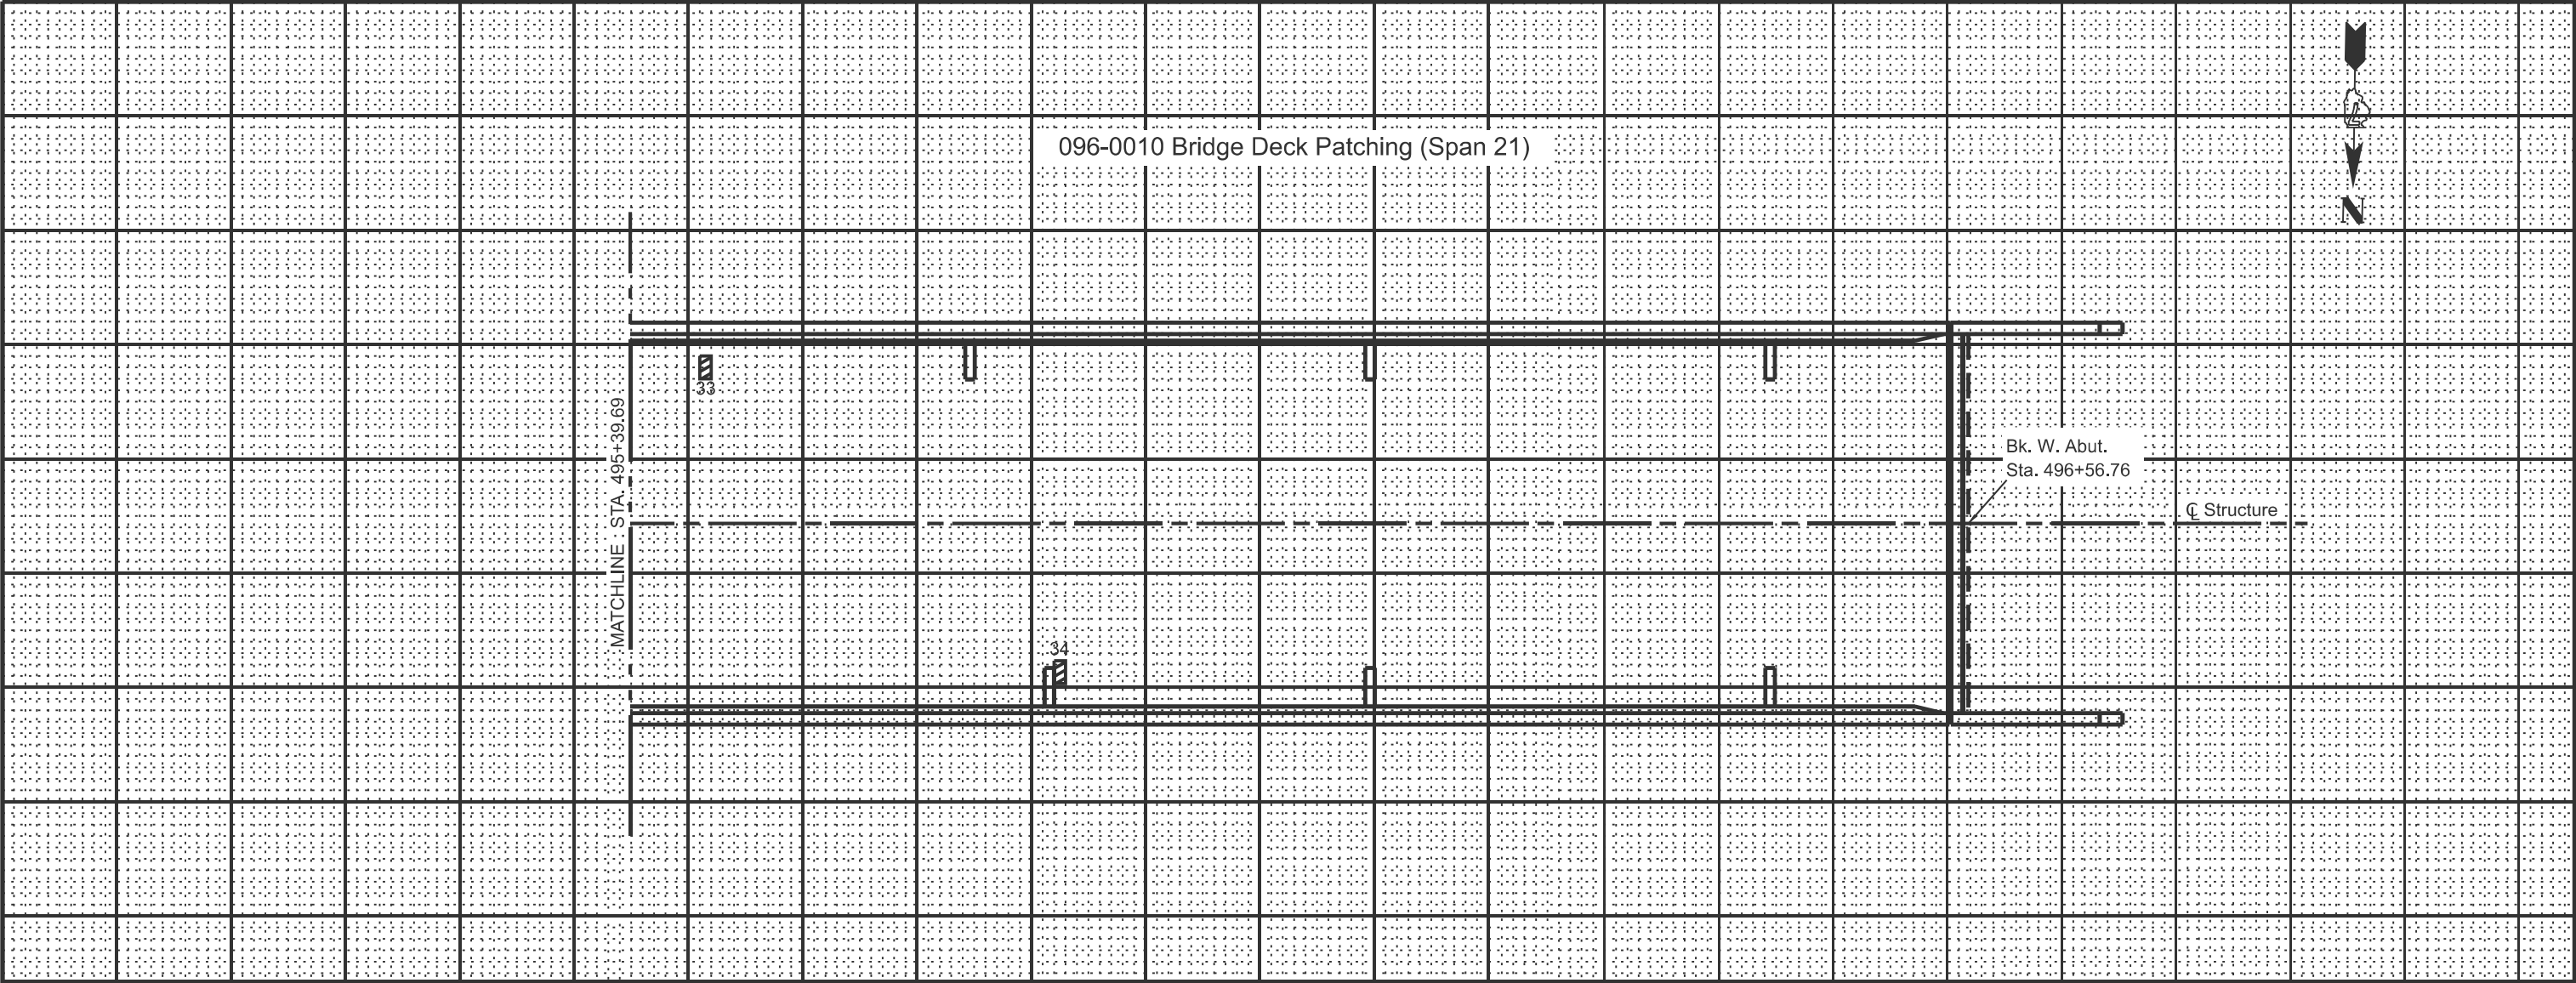 096-0010 Bridge Deck Patching (Span 21)
N
33
MATCHLINE STA. 495+39.69
Bk. W. Abut.
Sta. 496+56.76
℄ Structure
34